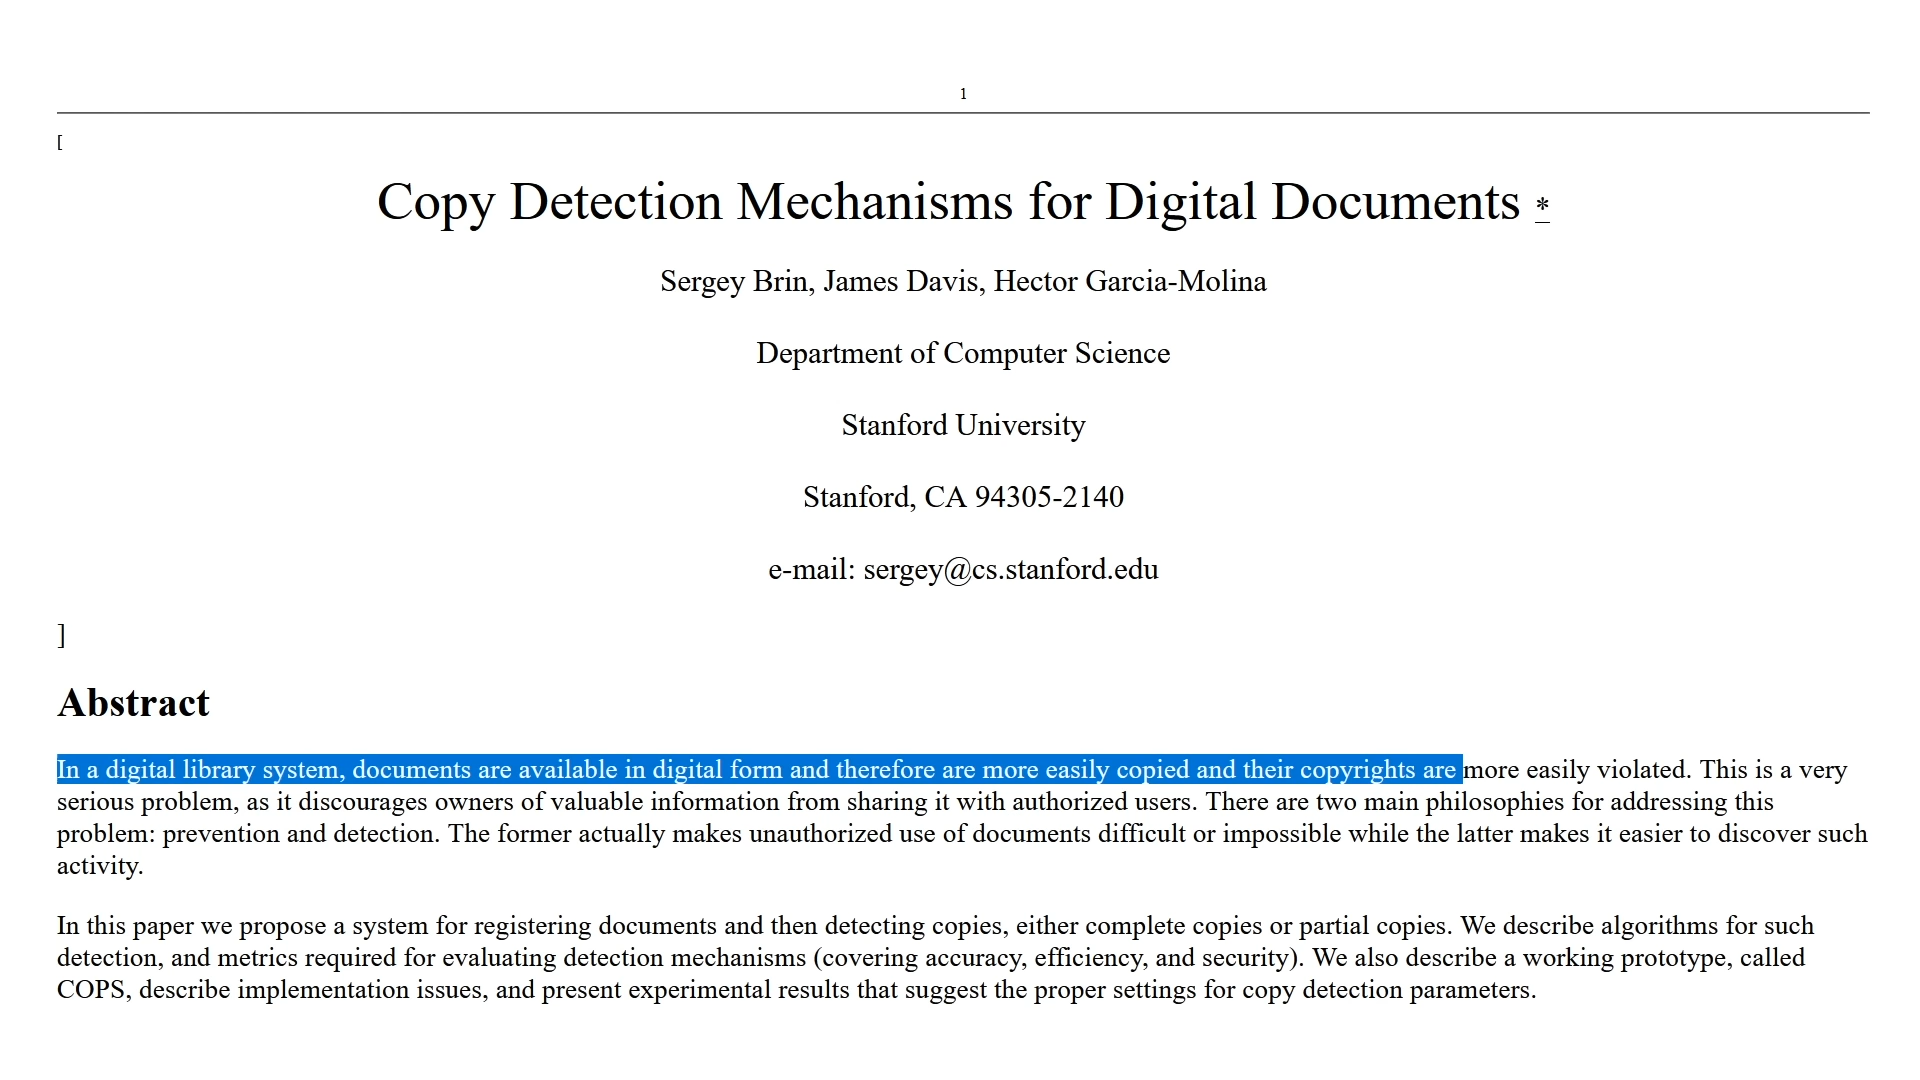 1
[
Copy Detection Mechanisms for Digital Documents *
Sergey Brin, James Davis, Hector Garcia-Molina
Department of Computer Science
Stanford University
Stanford, CA 94305-2140
e-mail: sergey@cs.stanford.edu
]
Abstract
In a digital library system, documents are available in digital form and therefore are more easily copied and their copyrights are more easily violated. This is a very
serious problem, as it discourages owners of valuable information from sharing it with authorized users. There are two main philosophies for addressing this
problem: prevention and detection. The former actually makes unauthorized use of documents difficult or impossible while the latter makes it easier to discover such
activity.
In this paper we propose a system for registering documents and then detecting copies, either complete copies or partial copies. We describe algorithms for such
detection, and metrics required for evaluating detection mechanisms (covering accuracy, efficiency, and security). We also describe a working prototype, called
COPS, describe implementation issues, and present experimental results that suggest the proper settings for copy detection parameters.